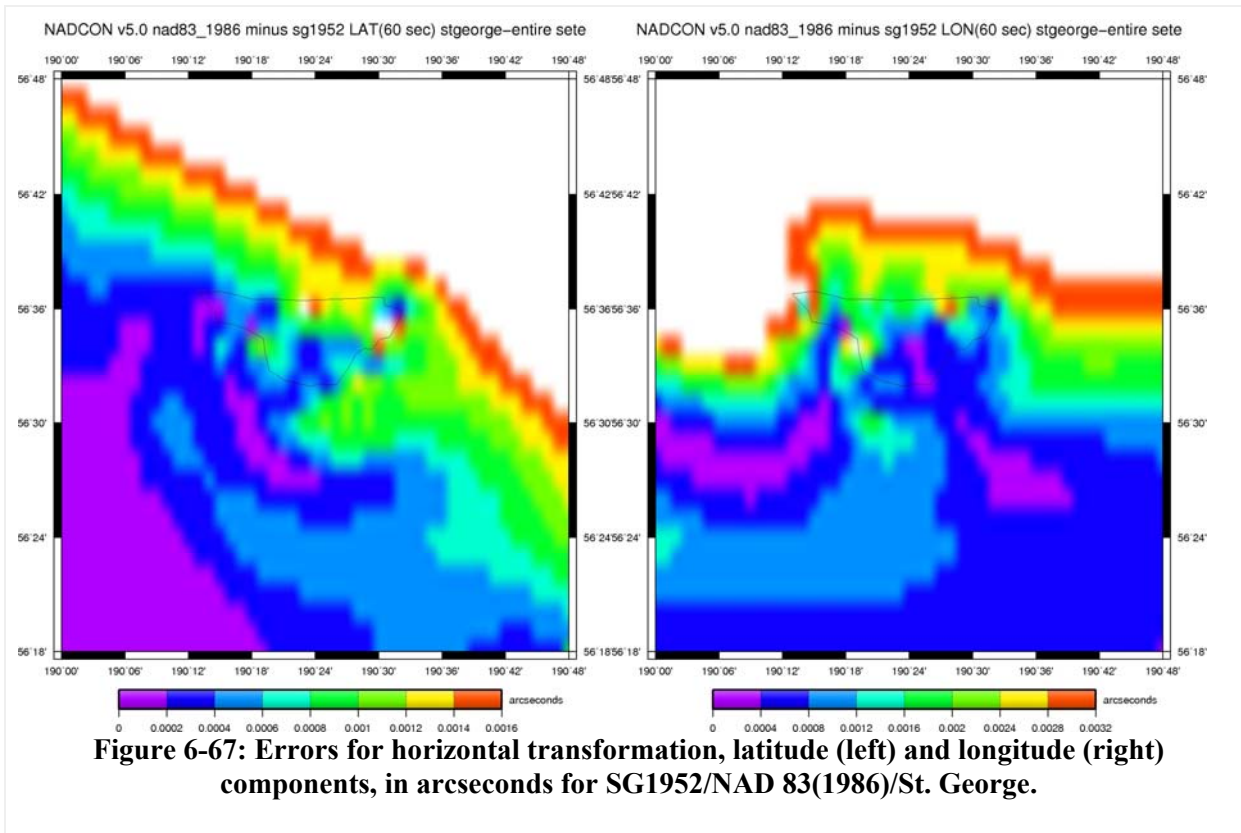 NADCON v5.0 nad83_1986 minus sg1952 LAT(60 sec) stgeorge-entire sete
190˚00' 190˚06' 190˚12' 190˚18' 190˚24' 190˚30' 190˚36' 190˚42' 190˚48'
56˚48' 56˚48'
56˚42' 56˚42'
56˚36' 56˚36'
56˚30' 56˚30'
56˚24' 56˚24'
56˚18' 56˚18'
190˚00' 190˚06' 190˚12' 190˚18' 190˚24' 190˚30' 190˚36' 190˚42' 190˚48'
arcseconds
0 0.0002 0.0004 0.0006 0.0008 0.001 0.0012 0.0014 0.0016
NADCON v5.0 nad83_1986 minus sg1952 LON(60 sec) stgeorge-entire sete
190˚00' 190˚06' 190˚12' 190˚18' 190˚24' 190˚30' 190˚36' 190˚42' 190˚48'
56˚48' 56˚48'
56˚42' 56˚42'
56˚36' 56˚36'
56˚30' 56˚30'
56˚24' 56˚24'
56˚18' 56˚18'
190˚00' 190˚06' 190˚12' 190˚18' 190˚24' 190˚30' 190˚36' 190˚42' 190˚48'
arcseconds
0 0.0004 0.0008 0.0012 0.0016 0.002 0.0024 0.0028 0.0032
Figure 6-67: Errors for horizontal transformation, latitude (left) and longitude (right)
components, in arcseconds for SG1952/NAD 83(1986)/St. George.